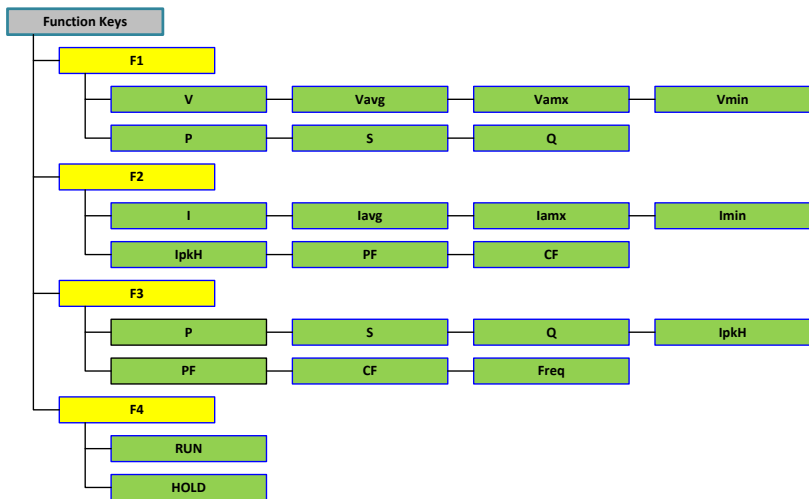 Function Keys
F1
V Vavg Vamx Vmin
P S Q
F2
I Iavg Iamx Imin
IpkH PF CF
F3
P S Q IpkH
PF CF Freq
F4
RUN
HOLD